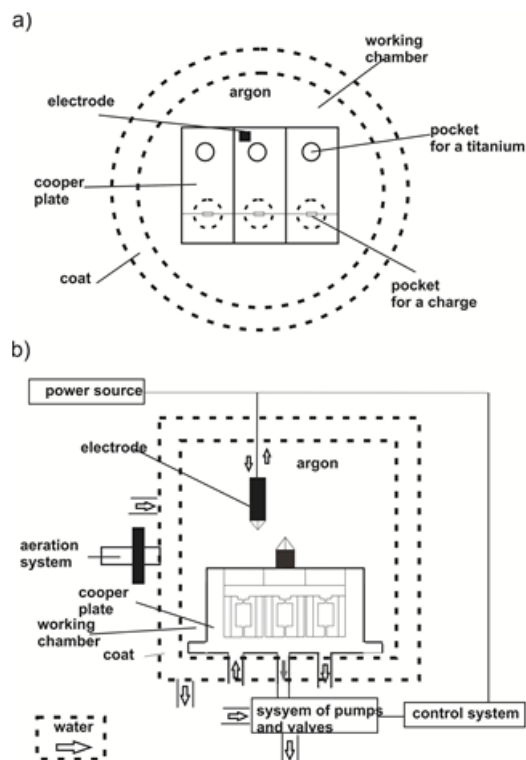 a)
working
chamber
argon
electrode
pocket
for a titanium
cooper
plate
coat
pocket
for a charge
b)
power source
electrode
argon
aeration
system
cooper
plate
working
chamber
coat
sysyem of pumps
and valves
control system
water